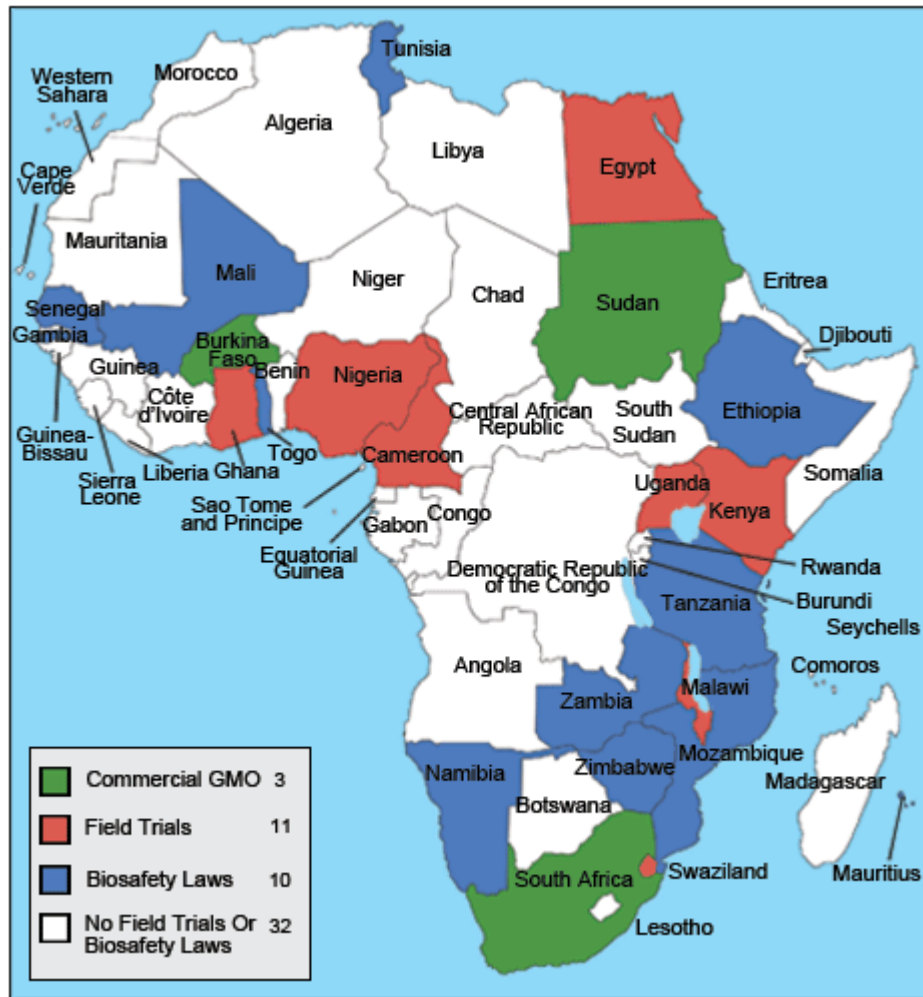 Tunisia
Morocco
Western
Sahara
Algeria
Libya
Egypt
Cape
Verde
Mauritania
Mali
Niger
Chad
Sudan
Eritrea
Senegal
Gambia
Burkina
Faso
Djibouti
Guinea
Benin
Nigeria
Côte
d'Ivoire
Central African
Republic
South
Sudan
Ethiopia
Guinea-
Bissau
Sierra
Leone
Liberia
Ghana
Togo
Cameroon
Somalia
Sao Tome
and Principe
Uganda
Kenya
Gabon
Congo
Equatorial
Guinea
Democratic Republic
of the Congo
Rwanda
Tanzania
Burundi
Seychells
Angola
Comoros
Zambia
Malawi
Mozambique
Namibia
Zimbabwe
Madagascar
Botswana
Mauritius
South Africa
Swaziland
Lesotho
Commercial GMO 3
Field Trials 11
Biosafety Laws 10
No Field Trials Or 32
Biosafety Laws